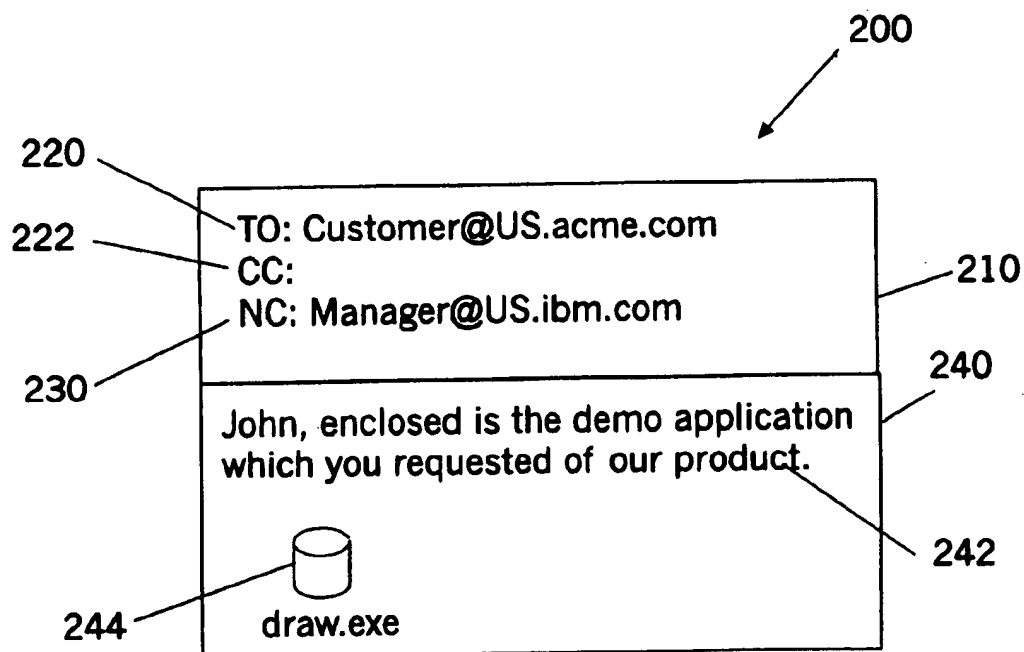 200
220
TO: Customer@US.acme.com
222
CC:
210
NC: Manager@US.ibm.com
230
240
John, enclosed is the demo application
which you requested of our product.
242
244
draw.exe